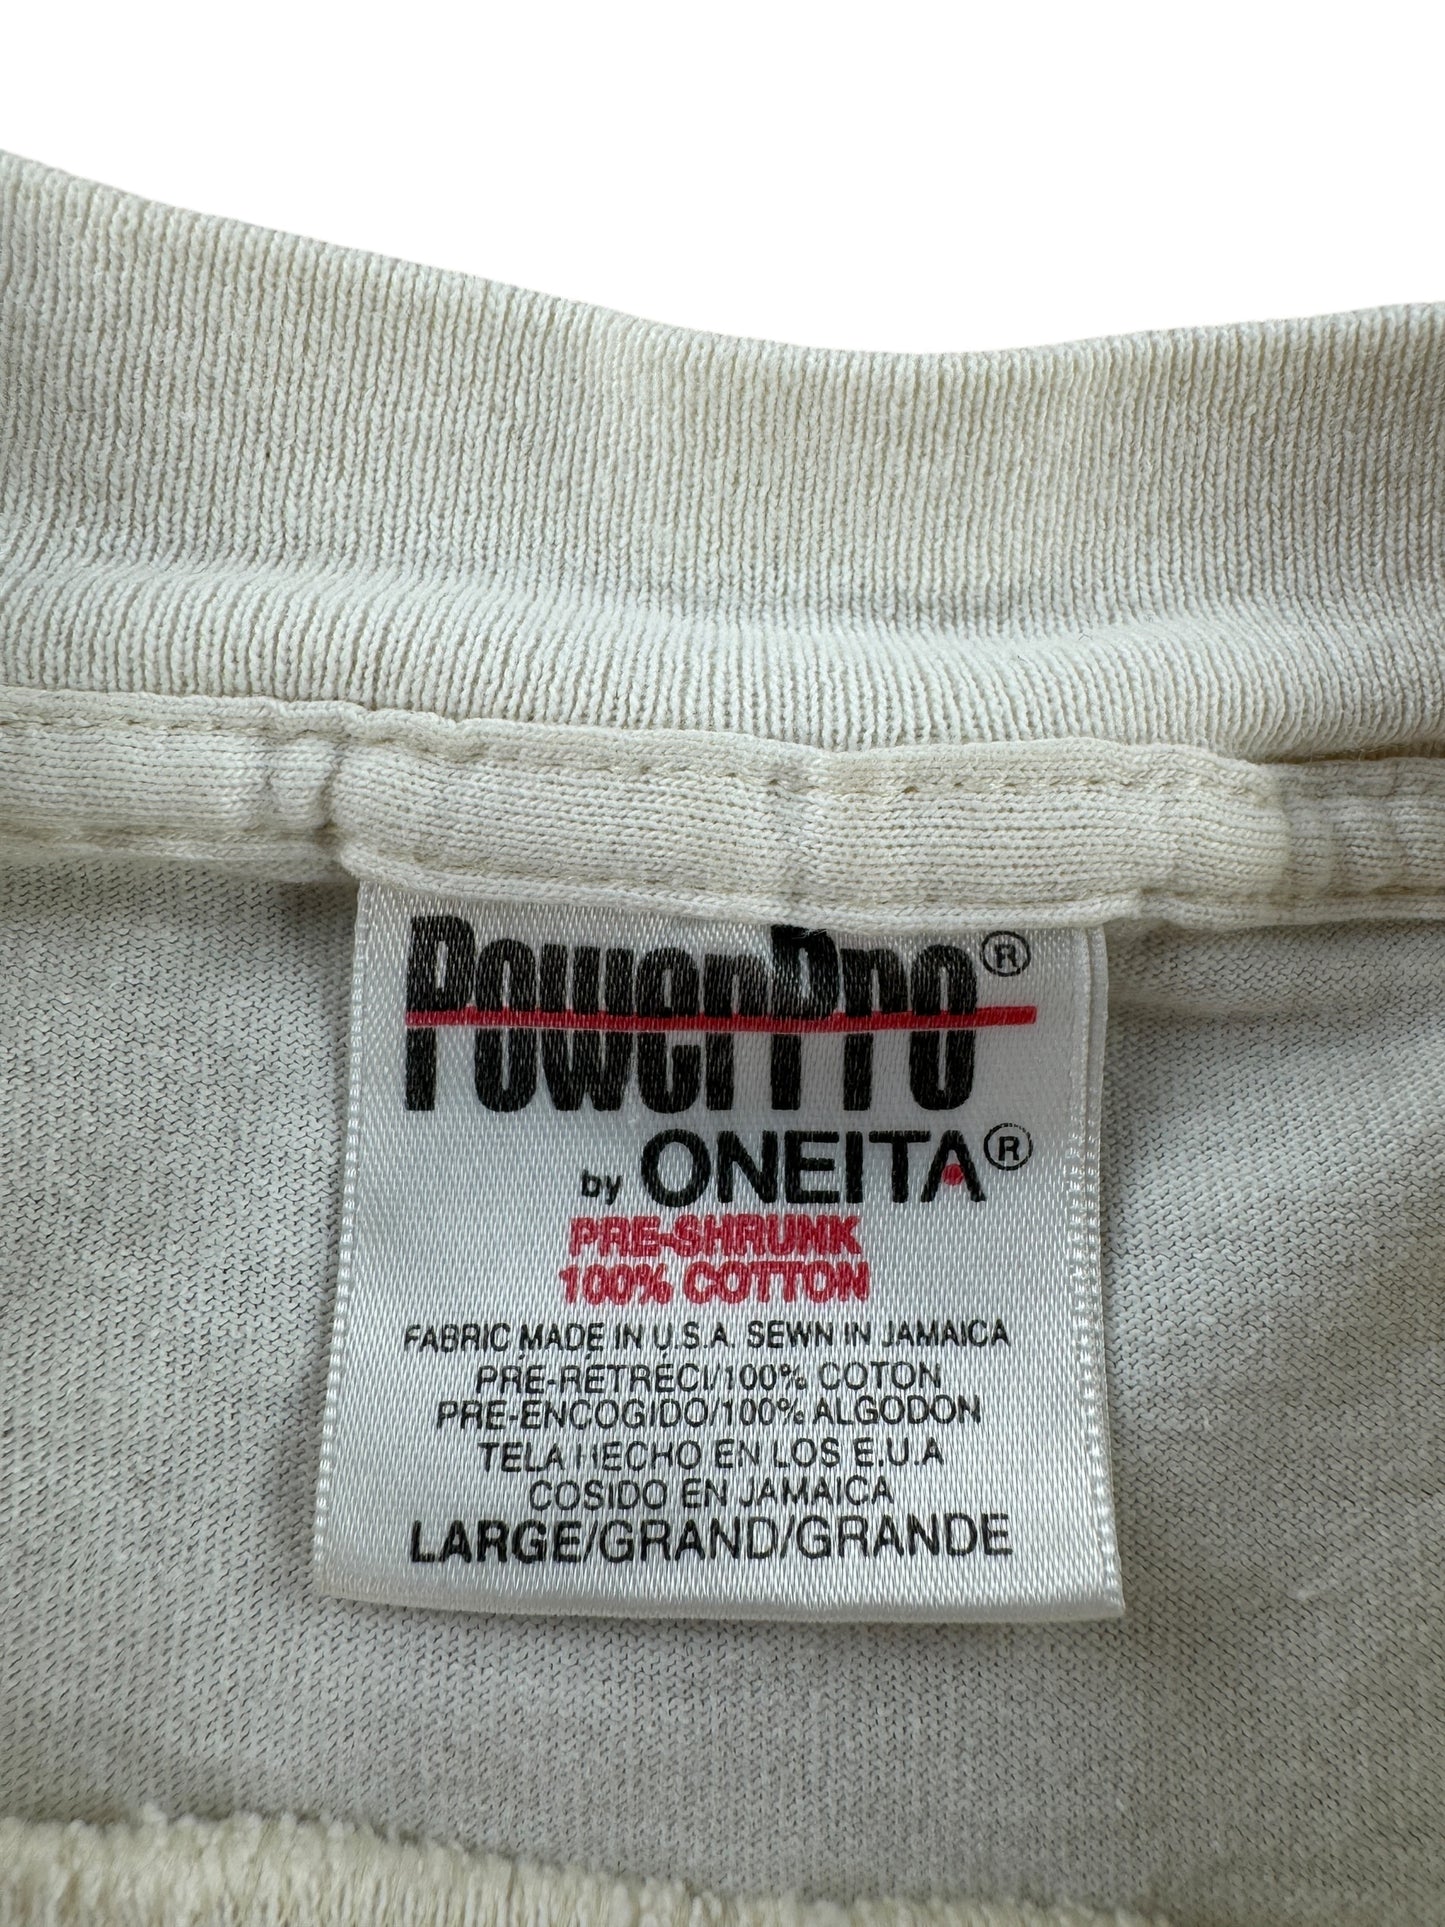 PowerPro®
by ONEITA®
PRE-SHRUNK
100% COTTON
FABRIC MADE IN U.S.A. SEWN IN JAMAICA
PRE-RÉTRÉCI/100% COTON
PRE-ENCOGIDO/100% ALGODON
TELA HECHO EN LOS E.U.A
COSIDO EN JAMAICA
LARGE/GRAND/GRANDE